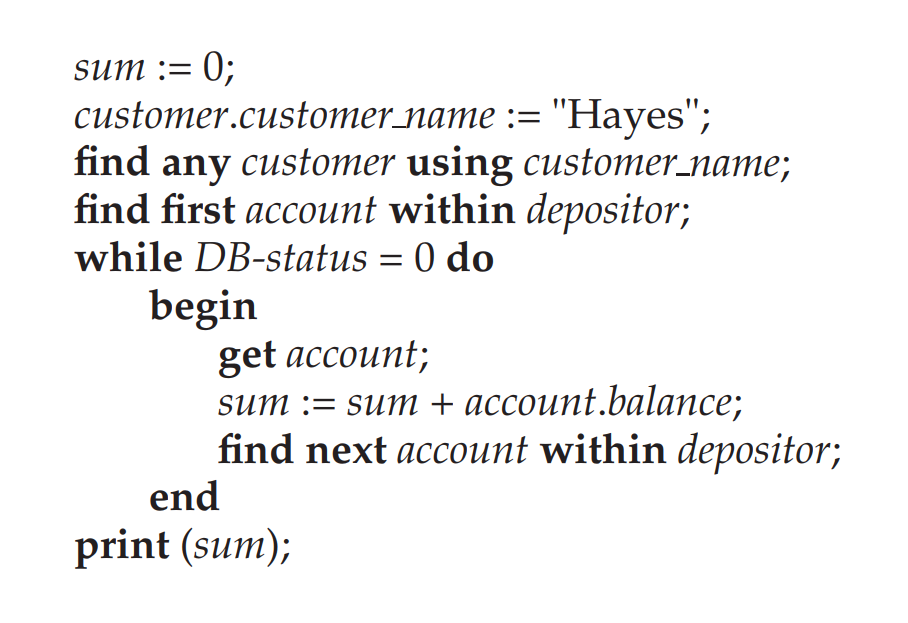 sum := 0;
customer.customer_name := "Hayes";
find any customer using customer_name;
find first account within depositor;
while DB-status = 0 do
begin
get account;
sum := sum + account.balance;
find next account within depositor;
end
print (sum);